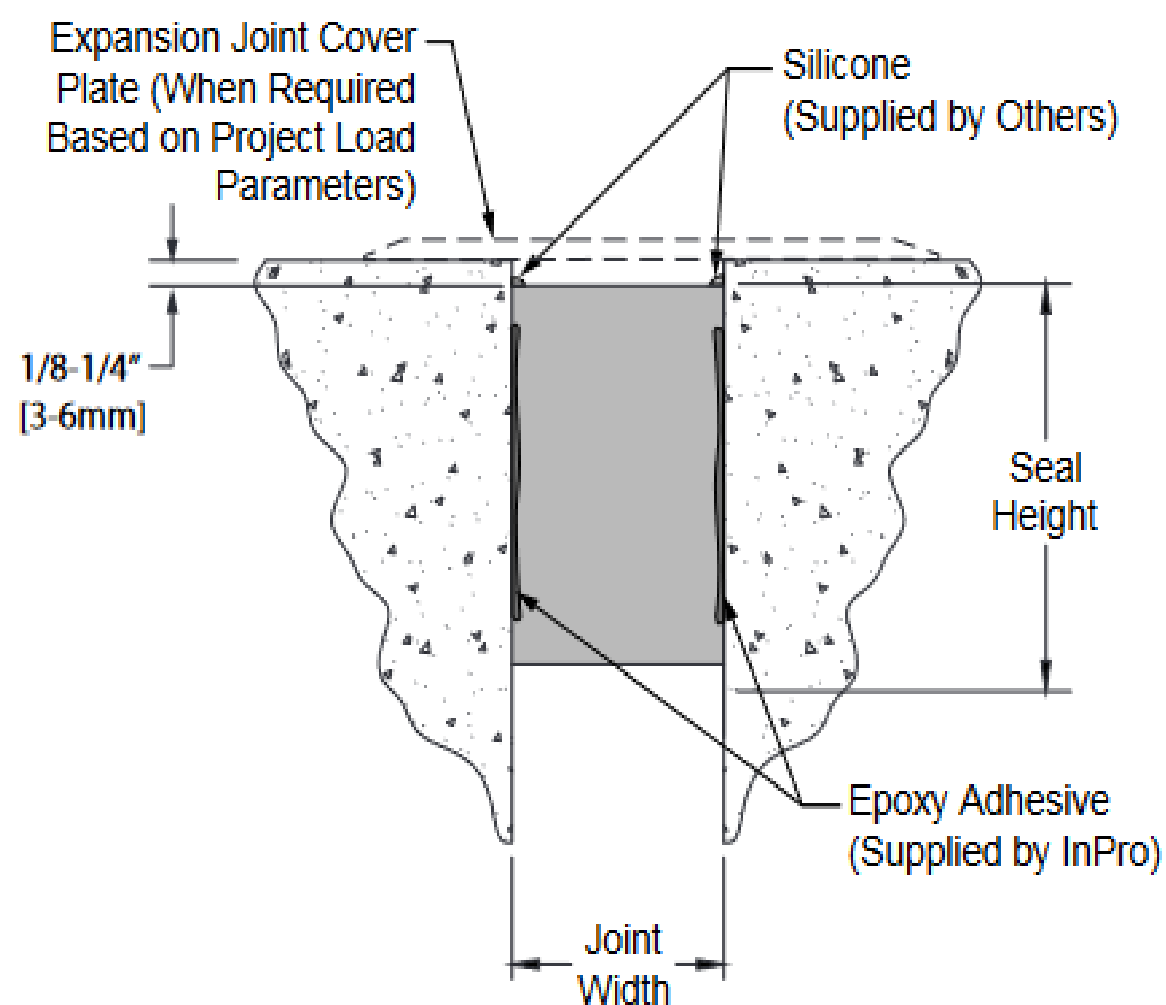 Expansion Joint Cover
Plate (When Required
Based on Project Load
Parameters)
Silicone
(Supplied by Others)
1/8-1/4"
[3-6mm]
Seal
Height
Epoxy Adhesive
(Supplied by InPro)
Joint
Width